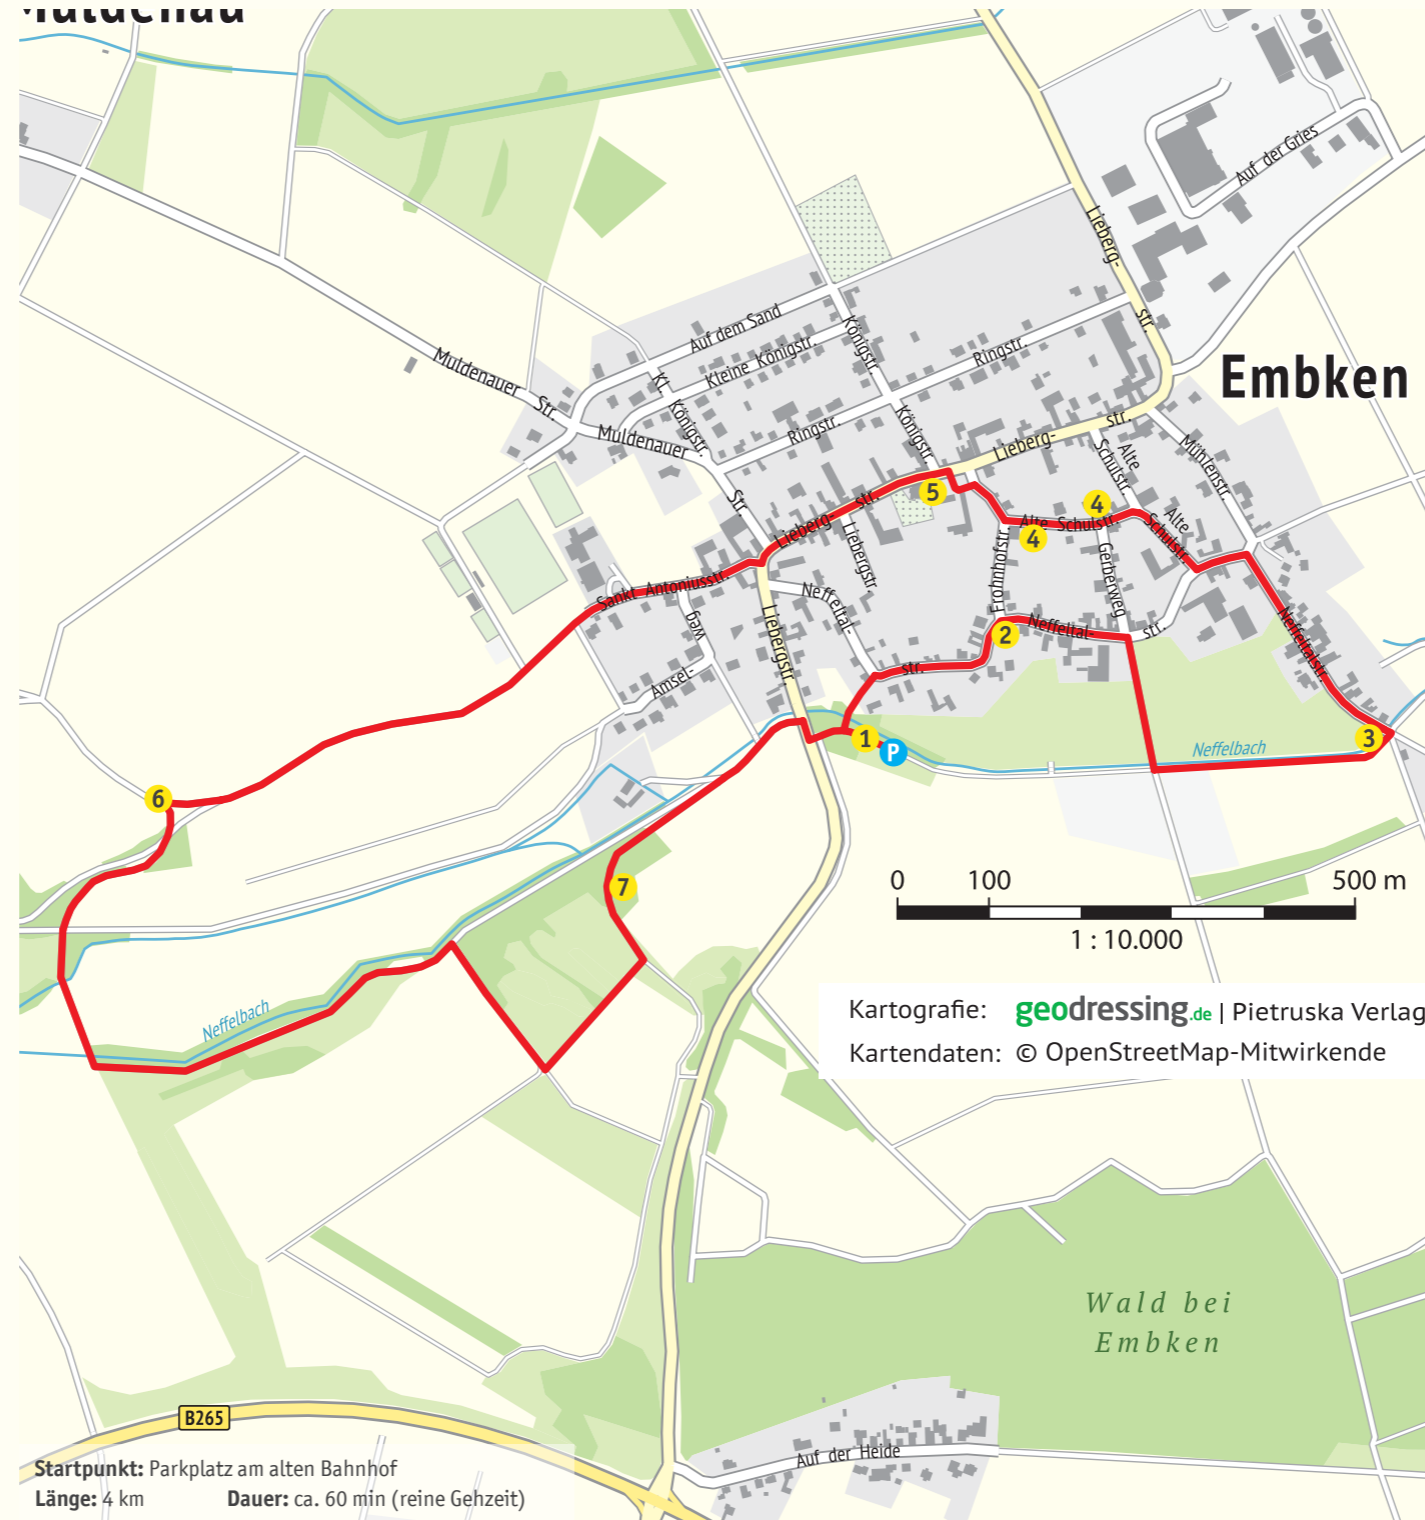 Muldenau
Auf der Gries
Lieberg-
str.
Embken
Auf dem Sand
Kleine Königstr.
Königstr.
Ringstr.
Muldenauer
Str.
Kl.
Königstr.
Muldenauer
Str.
Ringstr.
Königstr.
Lieberg-
str.
Alte
Schulstr.
Mühlenstr.
5
4
Lieberg-
str.
Alte Schulstr.
4
Alte
Schulstr.
Liebergstr.
Frohnhofstr.
Gerberweg
Sankt Antoniusstr.
Neffeltal-
str.
weg
Amsel-
Liebergstr.
2
Neffeltal-
str.
Neffeltalstr.
1
P
Neffelbach
3
6
7
0
100
500 m
1 : 10.000
Neffelbach
Kartografie: geodressing.de | Pietruska Verlag
Kartendaten: © OpenStreetMap-Mitwirkende
Wald bei
Embken
B265
Auf der Heide
Startpunkt: Parkplatz am alten Bahnhof
Länge: 4 km
Dauer: ca. 60 min (reine Gehzeit)